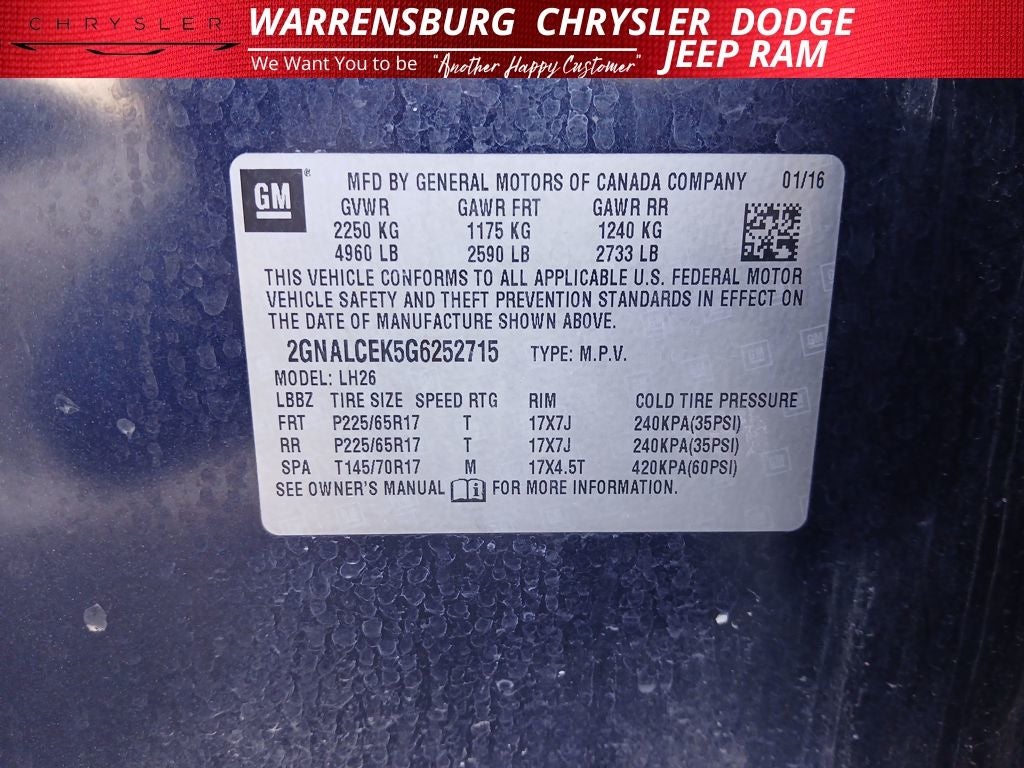 CHRYSLER
WARRENSBURG CHRYSLER DODGE
JEEP RAM
We Want You to be "Another Happy Customer"
GM ®
MFD BY GENERAL MOTORS OF CANADA COMPANY 01/16
GVWR GAWR FRT GAWR RR
2250 KG 1175 KG 1240 KG
4960 LB 2590 LB 2733 LB
THIS VEHICLE CONFORMS TO ALL APPLICABLE U.S. FEDERAL MOTOR
VEHICLE SAFETY AND THEFT PREVENTION STANDARDS IN EFFECT ON
THE DATE OF MANUFACTURE SHOWN ABOVE.
2GNALCEK5G6252715 TYPE: M.P.V.
MODEL: LH26
LBBZ TIRE SIZE SPEED RTG RIM COLD TIRE PRESSURE
FRT P225/65R17 T 17X7J 240KPA(35PSI)
RR P225/65R17 T 17X7J 240KPA(35PSI)
SPA T145/70R17 M 17X4.5T 420KPA(60PSI)
SEE OWNER'S MANUAL i FOR MORE INFORMATION.